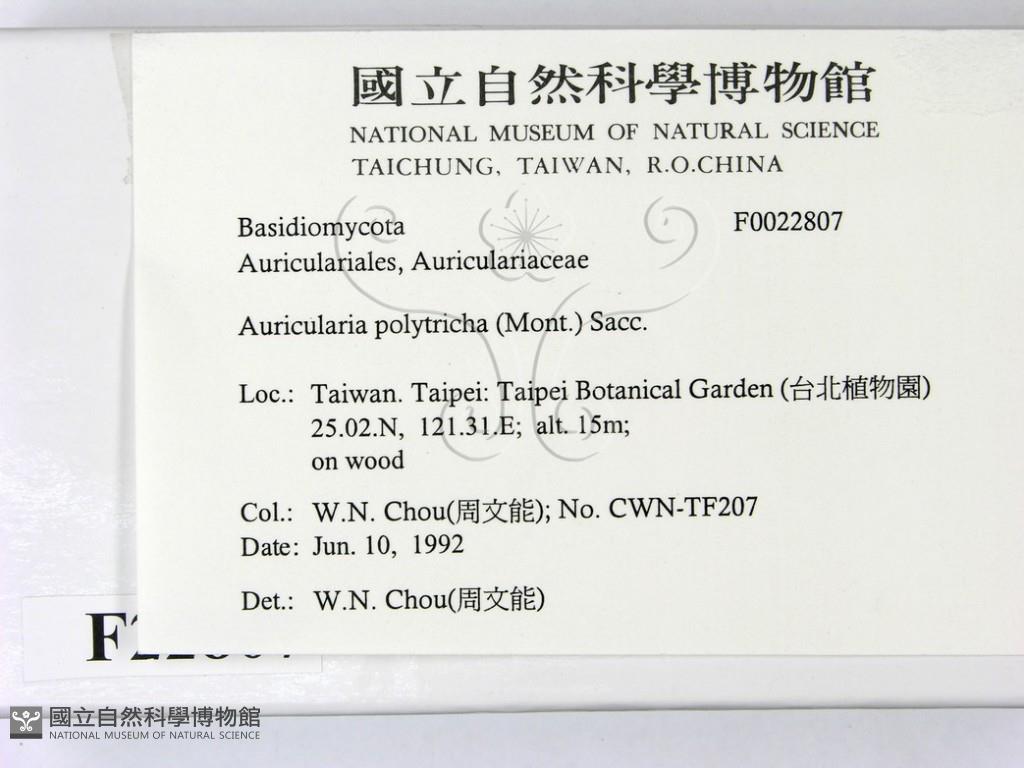 國立自然科學博物館
NATIONAL MUSEUM OF NATURAL SCIENCE
TAICHUNG, TAIWAN, R.O.CHINA
Basidiomycota F0022807
Auriculariales, Auriculariaceae
Auricularia polytricha (Mont.) Sacc.
Loc.: Taiwan. Taipei: Taipei Botanical Garden (台北植物園)
25.02.N, 121.31.E; alt. 15m;
on wood
Col.: W.N. Chou(周文能); No. CWN-TF207
Date: Jun. 10, 1992
Det.: W.N. Chou(周文能)
F22807
國立自然科學博物館
NATIONAL MUSEUM OF NATURAL SCIENCE